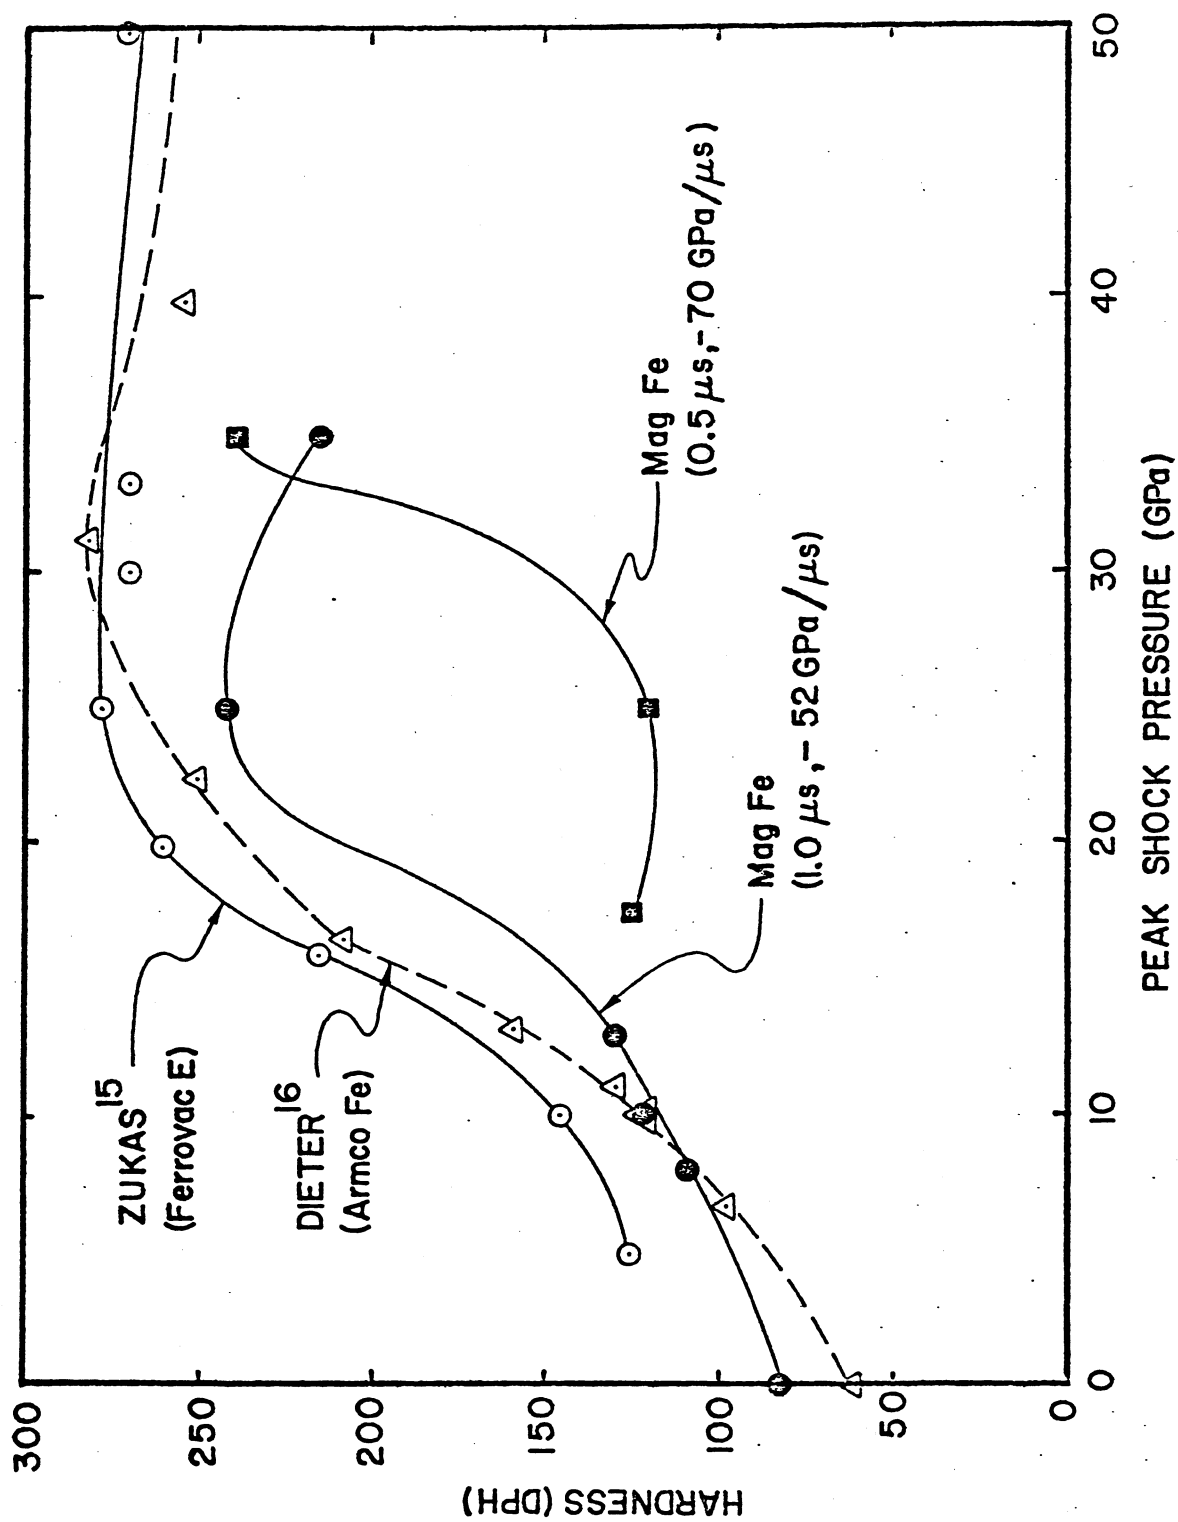 HARDNESS (DPH)
300
250
200
150
100
50
0
ZUKAS15
(Ferrovac E)
DIETER16
(Armco Fe)
Mag Fe
(1.0 μs,-52 GPa/μs)
Mag Fe
(0.5 μs,-70 GPa/μs)
0
10
20
30
40
50
PEAK SHOCK PRESSURE (GPa)